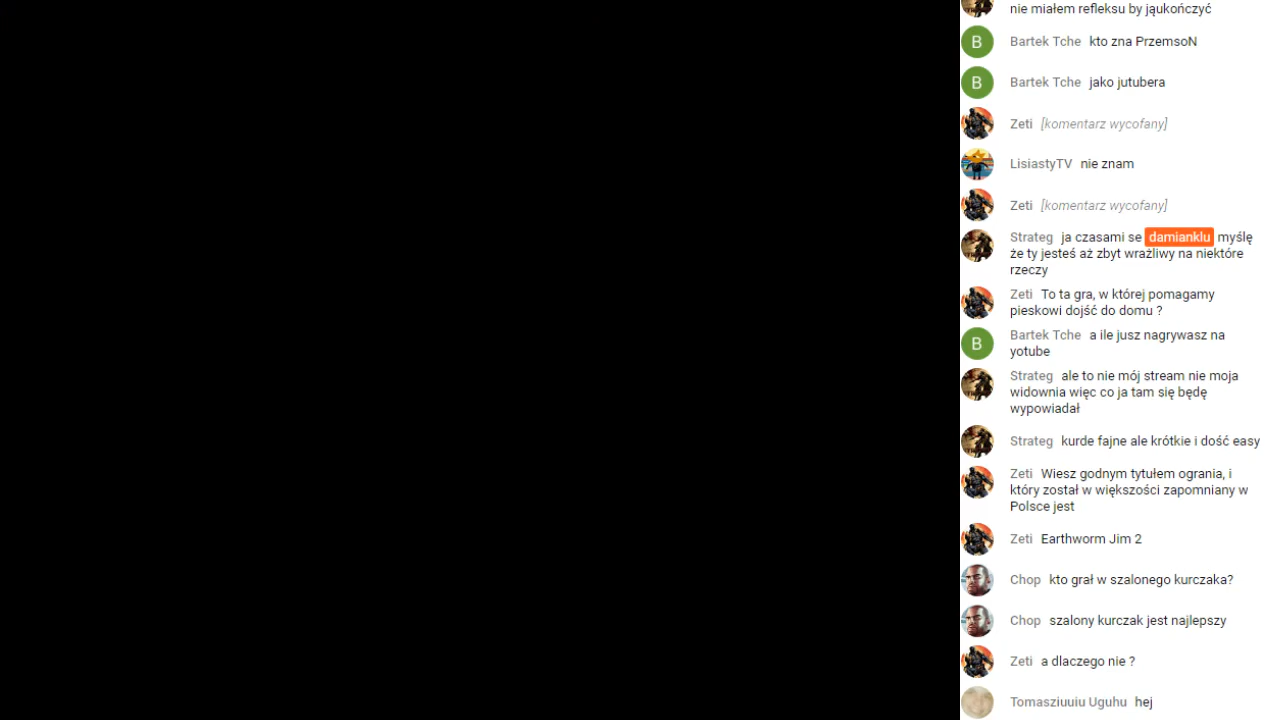 nie miałem refleksu by jąukończyć
B Bartek Tche kto zna PrzemsoN
B Bartek Tche jako jutubera
Zeti [komentarz wycofany]
LisiastyTV nie znam
Zeti [komentarz wycofany]
Strateg ja czasami se damianklu myślę
że ty jesteś aż zbyt wrażliwy na niektóre
rzeczy
Zeti To ta gra, w której pomagamy
pieskowi dojść do domu ?
B Bartek Tche a ile jusz nagrywasz na
yotube
Strateg ale to nie mój stream nie moja
widownia więc co ja tam się będę
wypowiadał
Strateg kurde fajne ale krótkie i dość easy
Zeti Wiesz godnym tytułem ogrania, i
który został w większości zapomniany w
Polsce jest
Zeti Earthworm Jim 2
Chop kto grał w szalonego kurczaka?
Chop szalony kurczak jest najlepszy
Zeti a dlaczego nie ?
Tomasziuuiu Uguhu hej